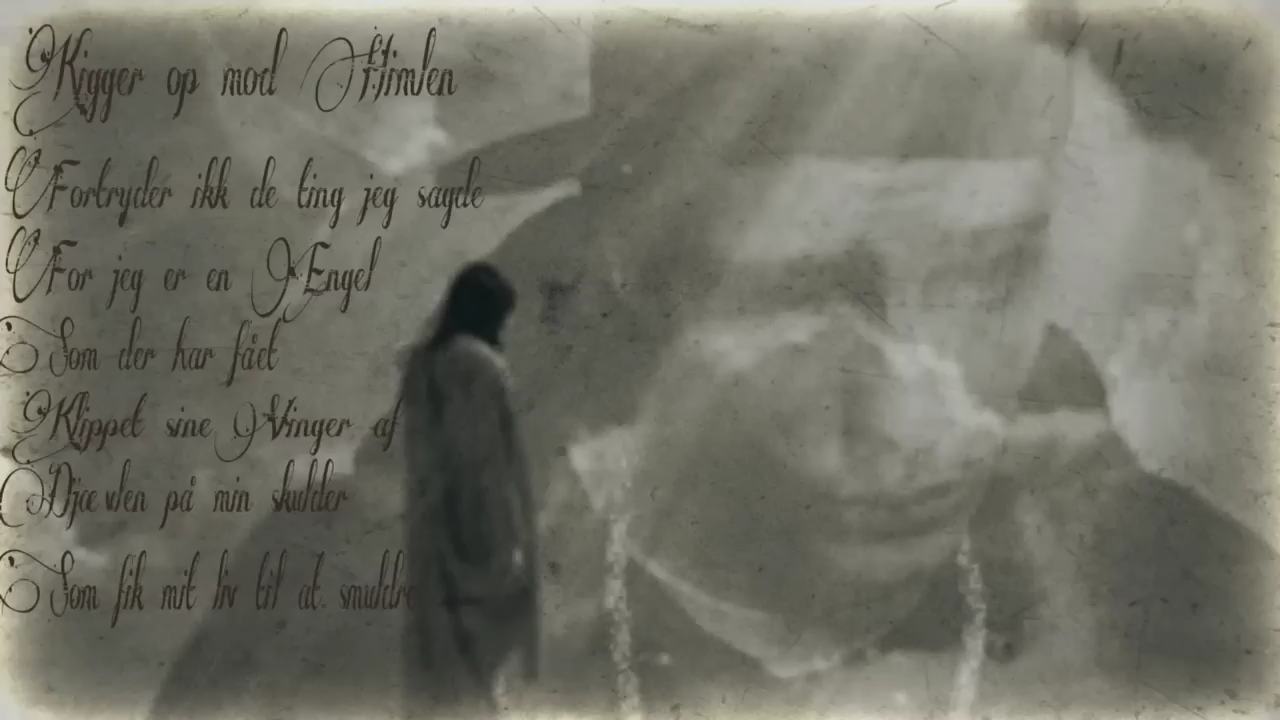 Kigger op mod Himlen
Fortryder ikk de ting jeg sagde
For jeg er en Engel
Som der har fået
Klippet sine Vinger af
Djævlen på min skulder
Som fik mit liv til at smuldre